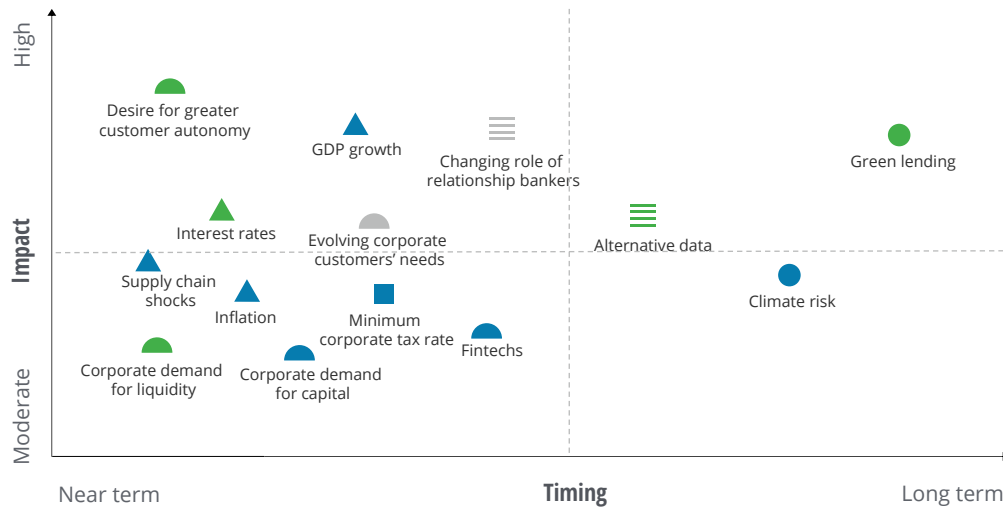 High
Desire for greater
customer autonomy
GDP growth
Changing role of
relationship bankers
Green lending
Interest rates
Evolving corporate
customers’ needs
Alternative data
Impact
Supply chain
shocks
Inflation
Minimum
corporate tax rate
Fintechs
Climate risk
Corporate demand
for liquidity
Corporate demand
for capital
Moderate
Near term
Timing
Long term